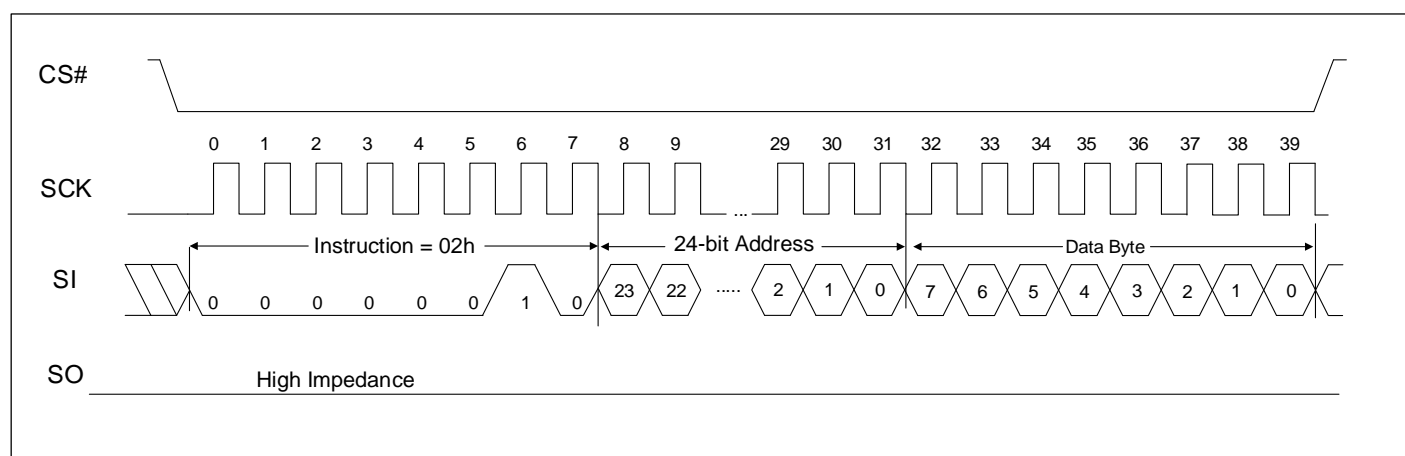 CS#
0 1 2 3 4 5 6 7 8 9 29 30 31 32 33 34 35 36 37 38 39
SCK
...
Instruction = 02h 24-bit Address Data Byte
SI
0 0 0 0 0 0 1 0 23 22 ..... 2 1 0 7 6 5 4 3 2 1 0
SO
High Impedance